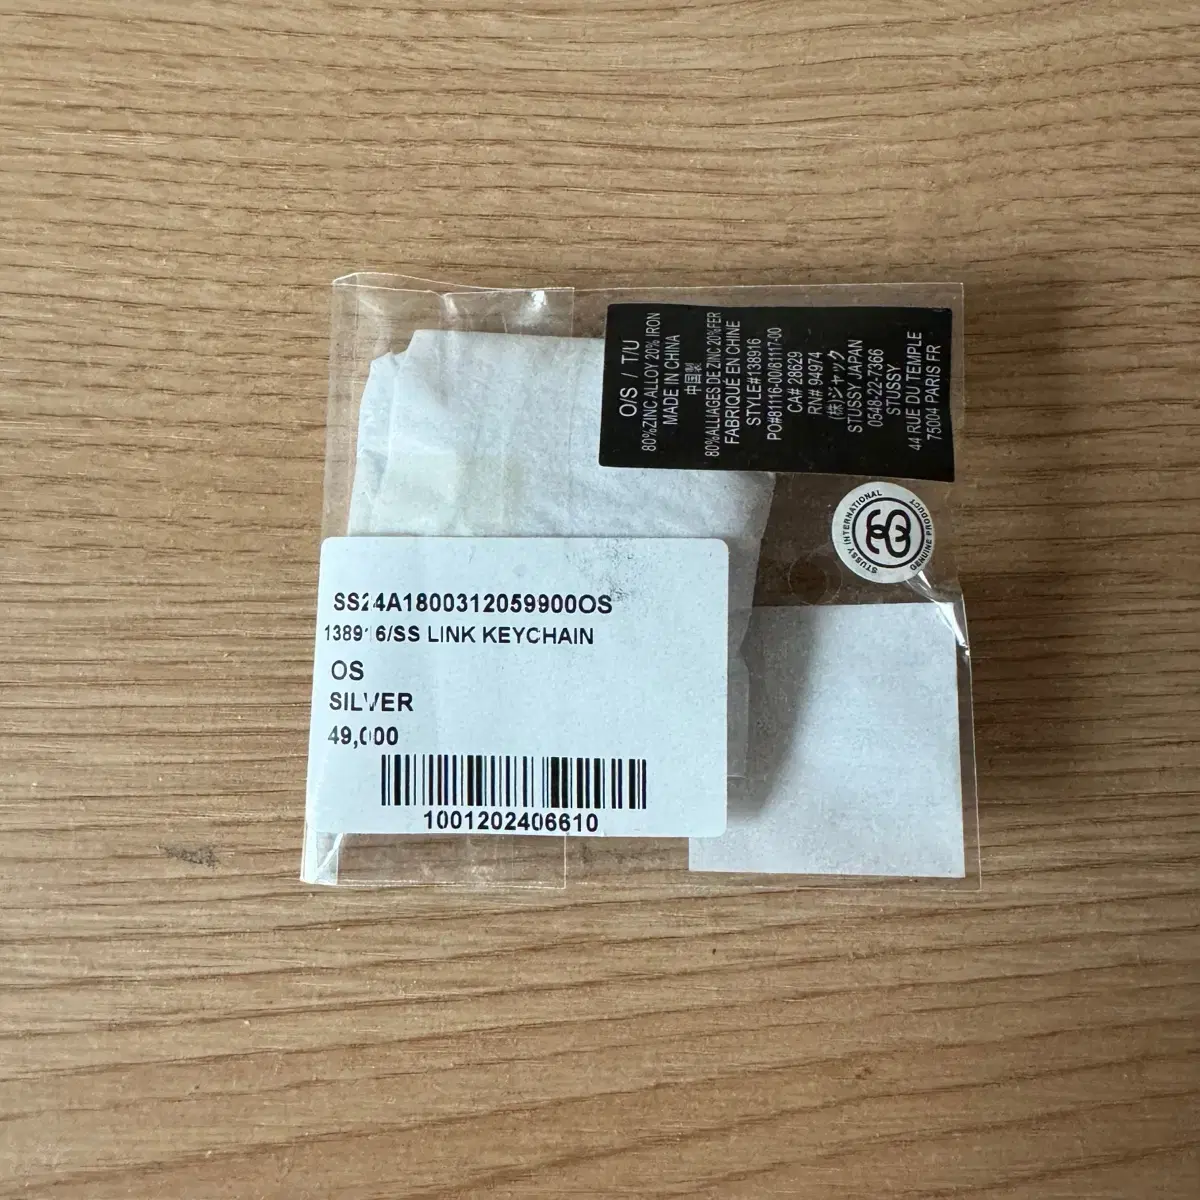 O/S / T/U
80%ZINC ALLOY 20% IRON
MADE IN CHINA
中国製
80%ALLIAGES DE ZINC 20%FER
FABRIQUÉ EN CHINE
STYLE#138916
PO#81116-00/81117-00
CA# 28629
RN# 94974
(株)ジャック
STUSSY JAPAN
0548-22-7366
STUSSY
44 RUE DU TEMPLE
75004 PARIS FR
STUSSY INTERNATIONAL
GENUINE PRODUCT
SS24A1800312059900OS
138916/SS LINK KEYCHAIN
OS
SILVER
49,000
1001202406610